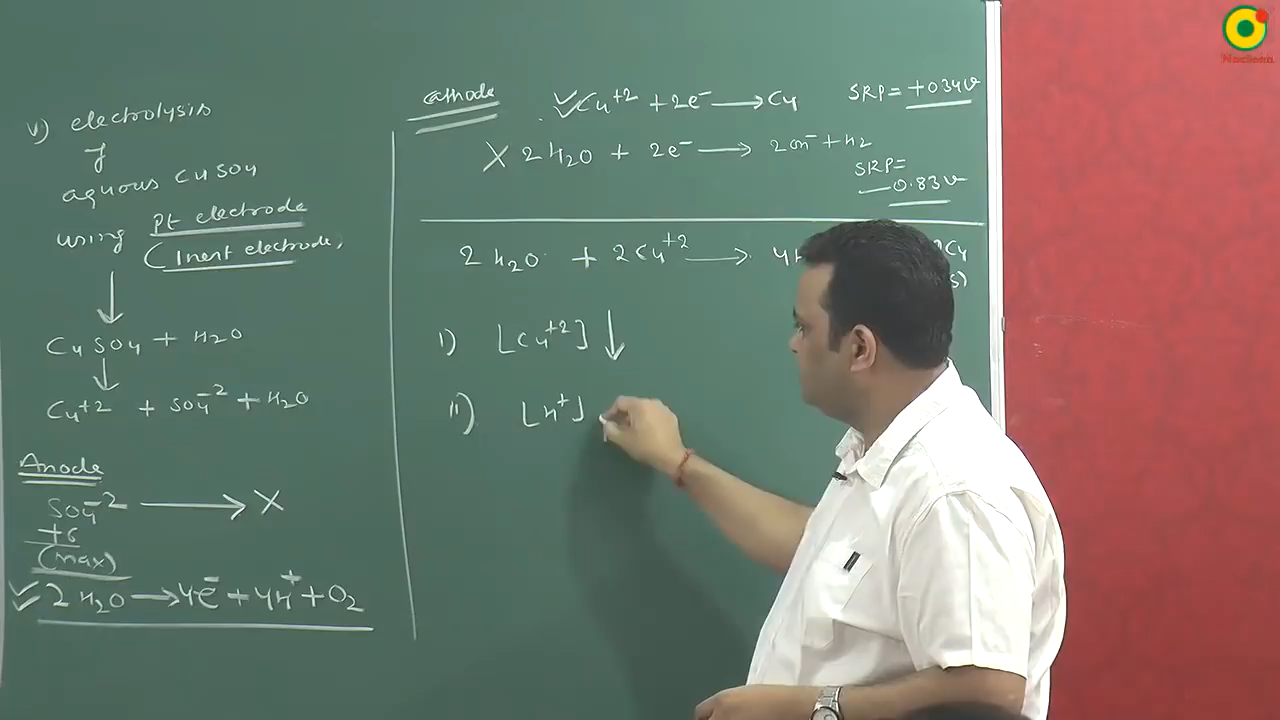 v) electrolysis
of
aquous CuSO4
using Pt electrode
(Inert electrode)
CuSO4 + H2O
Cu+2 + SO4-2 + H2O
Anode
SO4-2 ⟶ X
+6
(max)
✓ 2H2O ⟶ 4e- + 4H+ + O2
cathode
✓ Cu+2 + 2e- ⟶ Cu SRP = +0.34V
X 2H2O + 2e- ⟶ 2OH- + H2
SRP =
-0.83V
2H2O + 2Cu+2 ⟶ 4H
I) [Cu+2] ↓
II) [H+]